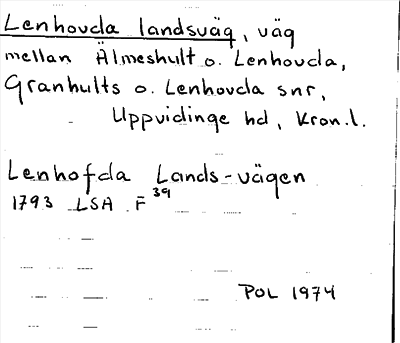 Lenhovda landsväg, väg
mellan Älmeshult o. Lenhovda,
Granhults o. Lenhovda snr,
Uppvidinge hd, Kron.l.
Lenhofda Lands-vägen
1793 LSA F 39
POL 1974